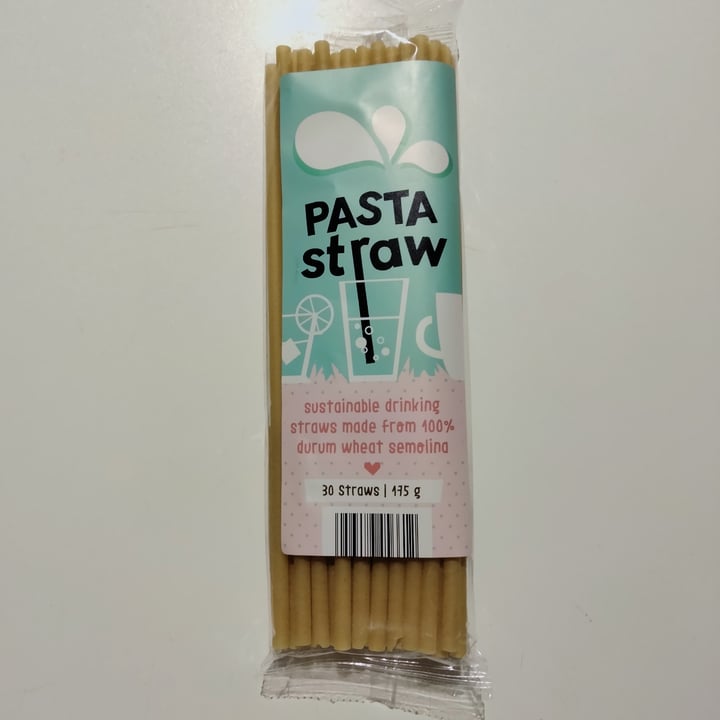 PASTA
straw
sustainable drinking
straws made from 100%
durum wheat semolina
30 Straws | 175 g